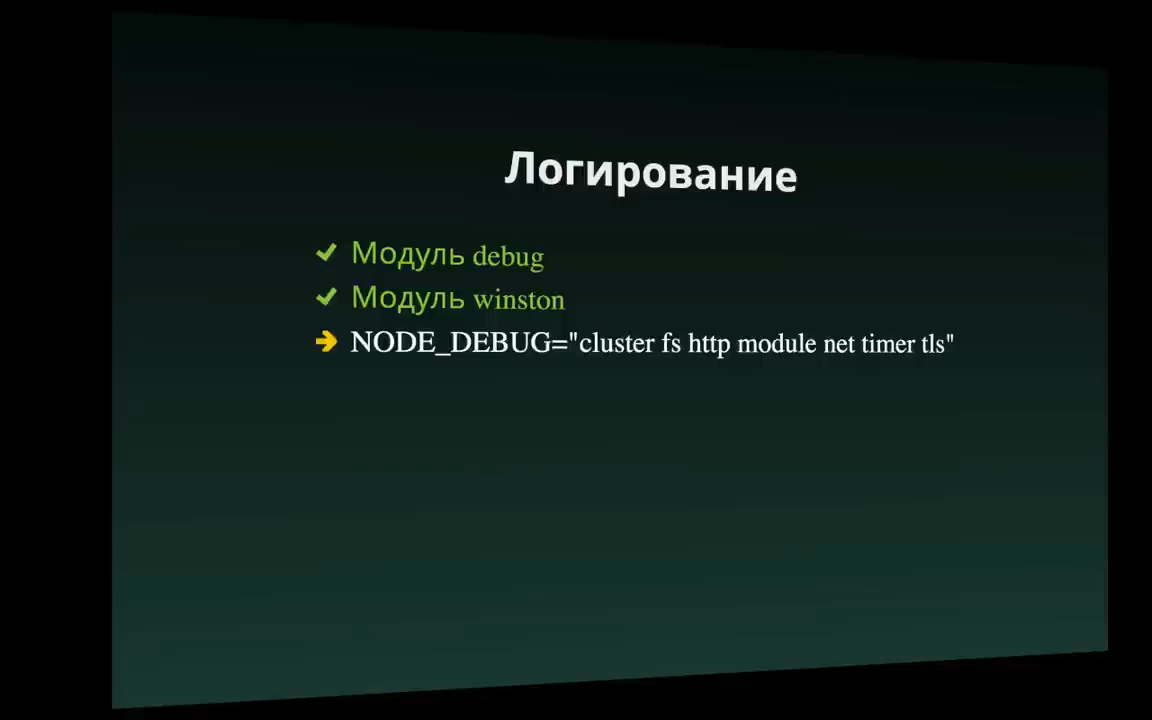 Логирование
Модуль debug
Модуль winston
NODE_DEBUG="cluster fs http module net timer tls"